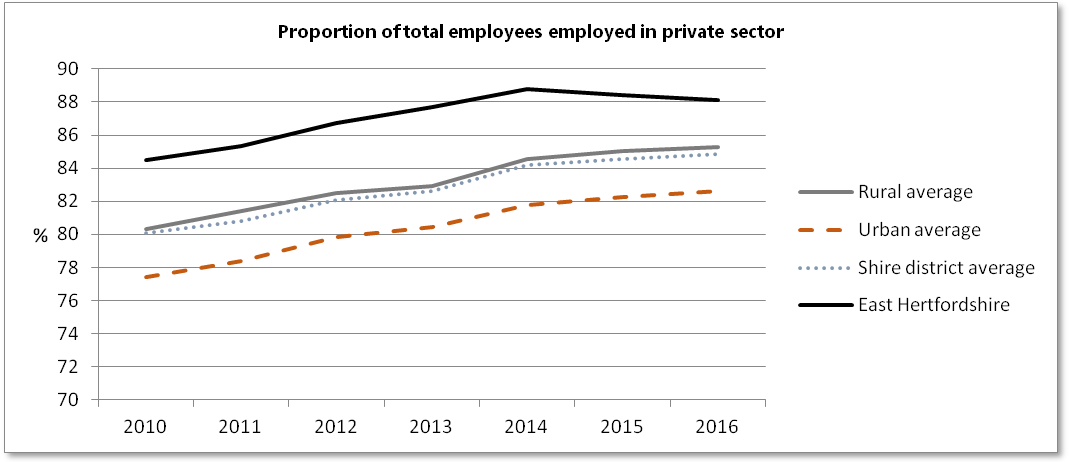 Proportion of total employees employed in private sector
90
88
86
84
82
80
78
76
74
72
70
%
2010 2011 2012 2013 2014 2015 2016
Rural average
Urban average
Shire district average
East Hertfordshire